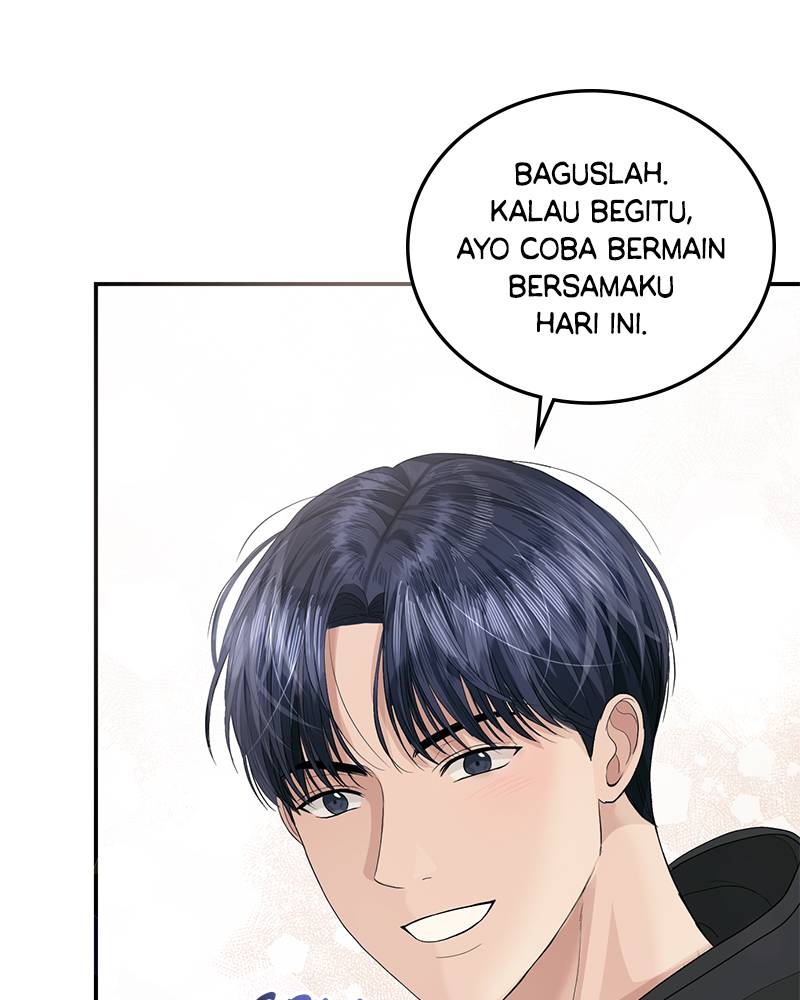 BAGUSLAH.
KALAU BEGITU,
AYO COBA BERMAIN
BERSAMAKU
HARI INI.